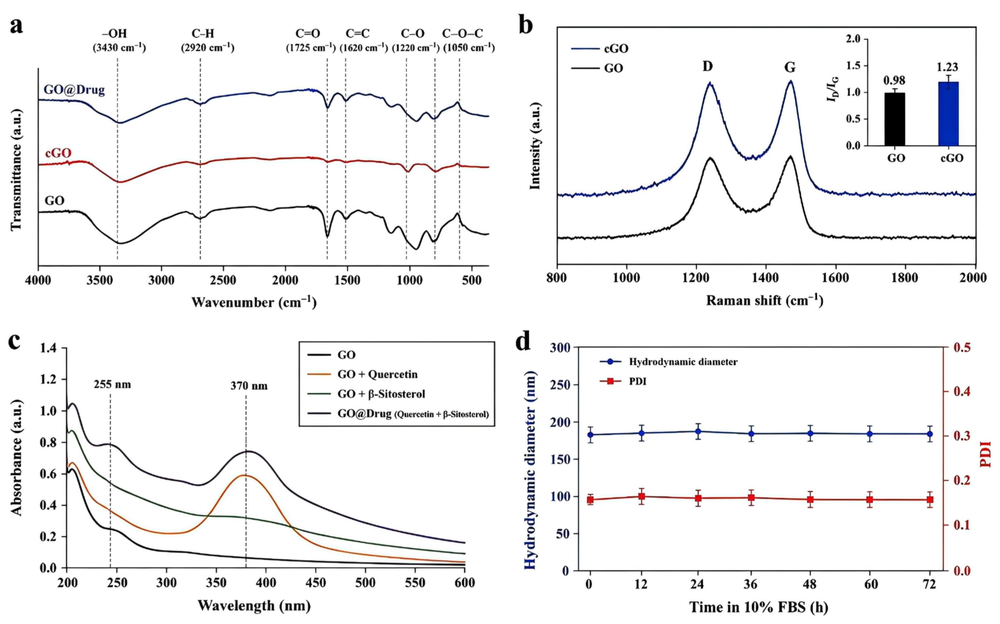 a
–OH C–H C=O C=C C–O C–O–C
(3430 cm⁻¹) (2920 cm⁻¹) (1725 cm⁻¹) (1620 cm⁻¹) (1220 cm⁻¹) (1050 cm⁻¹)
GO@Drug
cGO
GO
Transmittance (a.u.)
4000 3500 3000 2500 2000 1500 1000 500
Wavenumber (cm⁻¹)
b
cGO
GO
D G
Intensity (a.u.)
2.0
1.5
1.0
0.5
0.0
I_D/I_G
0.98 1.23
GO cGO
800 1000 1200 1400 1600 1800 2000
Raman shift (cm⁻¹)
c
1.4
1.2
1.0
0.8
0.6
0.4
0.2
0.0
Absorbance (a.u.)
255 nm 370 nm
GO
GO + Quercetin
GO + β-Sitosterol
GO@Drug (Quercetin + β-Sitosterol)
200 250 300 350 400 450 500 550 600
Wavelength (nm)
d
300
250
200
150
100
50
0
Hydrodynamic diameter (nm)
Hydrodynamic diameter
PDI
0.5
0.4
0.3
0.2
0.1
0.0
PDI
0 12 24 36 48 60 72
Time in 10% FBS (h)